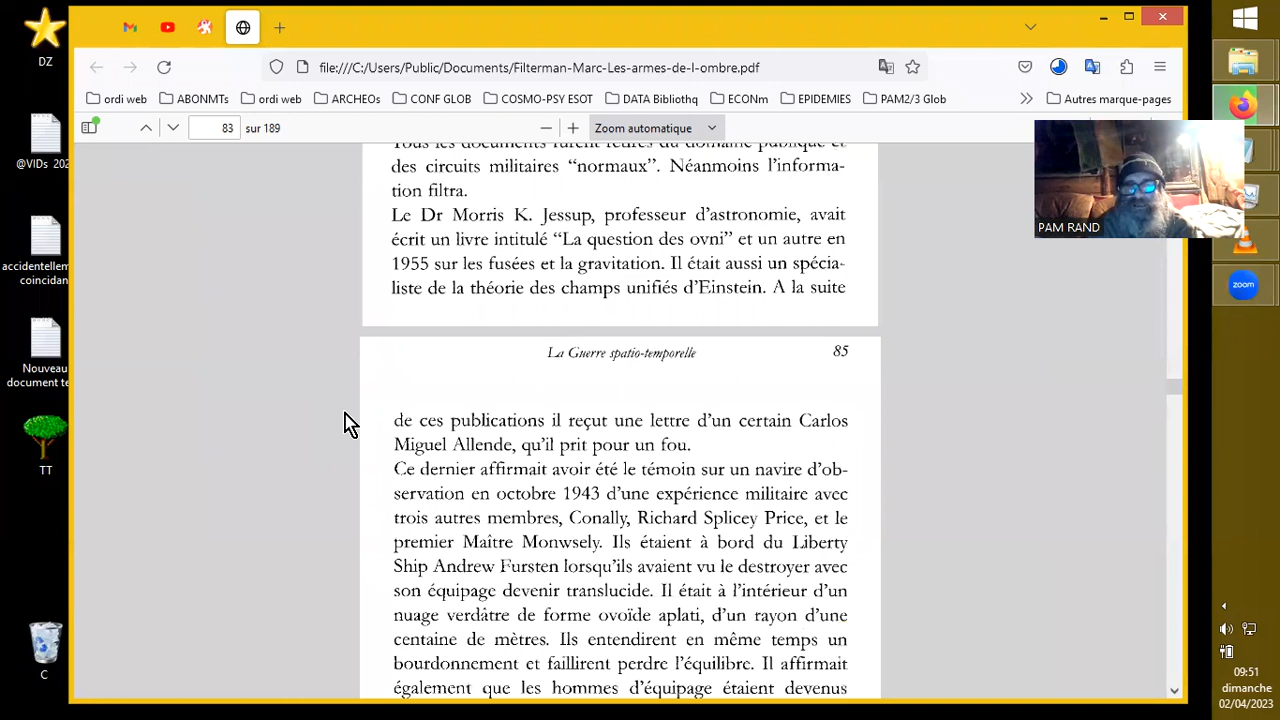 DZ
@VIDs 202
accidentellem
coincidan
Nouveau
document te
TT
C
file:///C:/Users/Public/Documents/Filterman-Marc-Les-armes-de-l-ombre.pdf
ordi web
ABONMTs
ordi web
ARCHEOs
CONF GLOB
COSMO-PSY ESOT
DATA Bibliothq
ECONm
EPIDEMIES
PAM2/3 Glob
Autres marque-pages
83 sur 189
Zoom automatique
Tous les documents furent retirés du domaine publique et
des circuits militaires “normaux”. Néanmoins l’informa-
tion filtra.
Le Dr Morris K. Jessup, professeur d’astronomie, avait
écrit un livre intitulé “La question des ovni” et un autre en
1955 sur les fusées et la gravitation. Il était aussi un spécia-
liste de la théorie des champs unifiés d’Einstein. A la suite
La Guerre spatio-temporelle 85
de ces publications il reçut une lettre d’un certain Carlos
Miguel Allende, qu’il prit pour un fou.
Ce dernier affirmait avoir été le témoin sur un navire d’ob-
servation en octobre 1943 d’une expérience militaire avec
trois autres membres, Conally, Richard Splicey Price, et le
premier Maître Monwsely. Ils étaient à bord du Liberty
Ship Andrew Fursten lorsqu’ils avaient vu le destroyer avec
son équipage devenir translucide. Il était à l’intérieur d’un
nuage verdâtre de forme ovoïde aplati, d’un rayon d’une
centaine de mètres. Ils entendirent en même temps un
bourdonnement et faillirent perdre l’équilibre. Il affirmait
également que les hommes d’équipage étaient devenus
PAM RAND
zoom
09:51
dimanche
02/04/2023